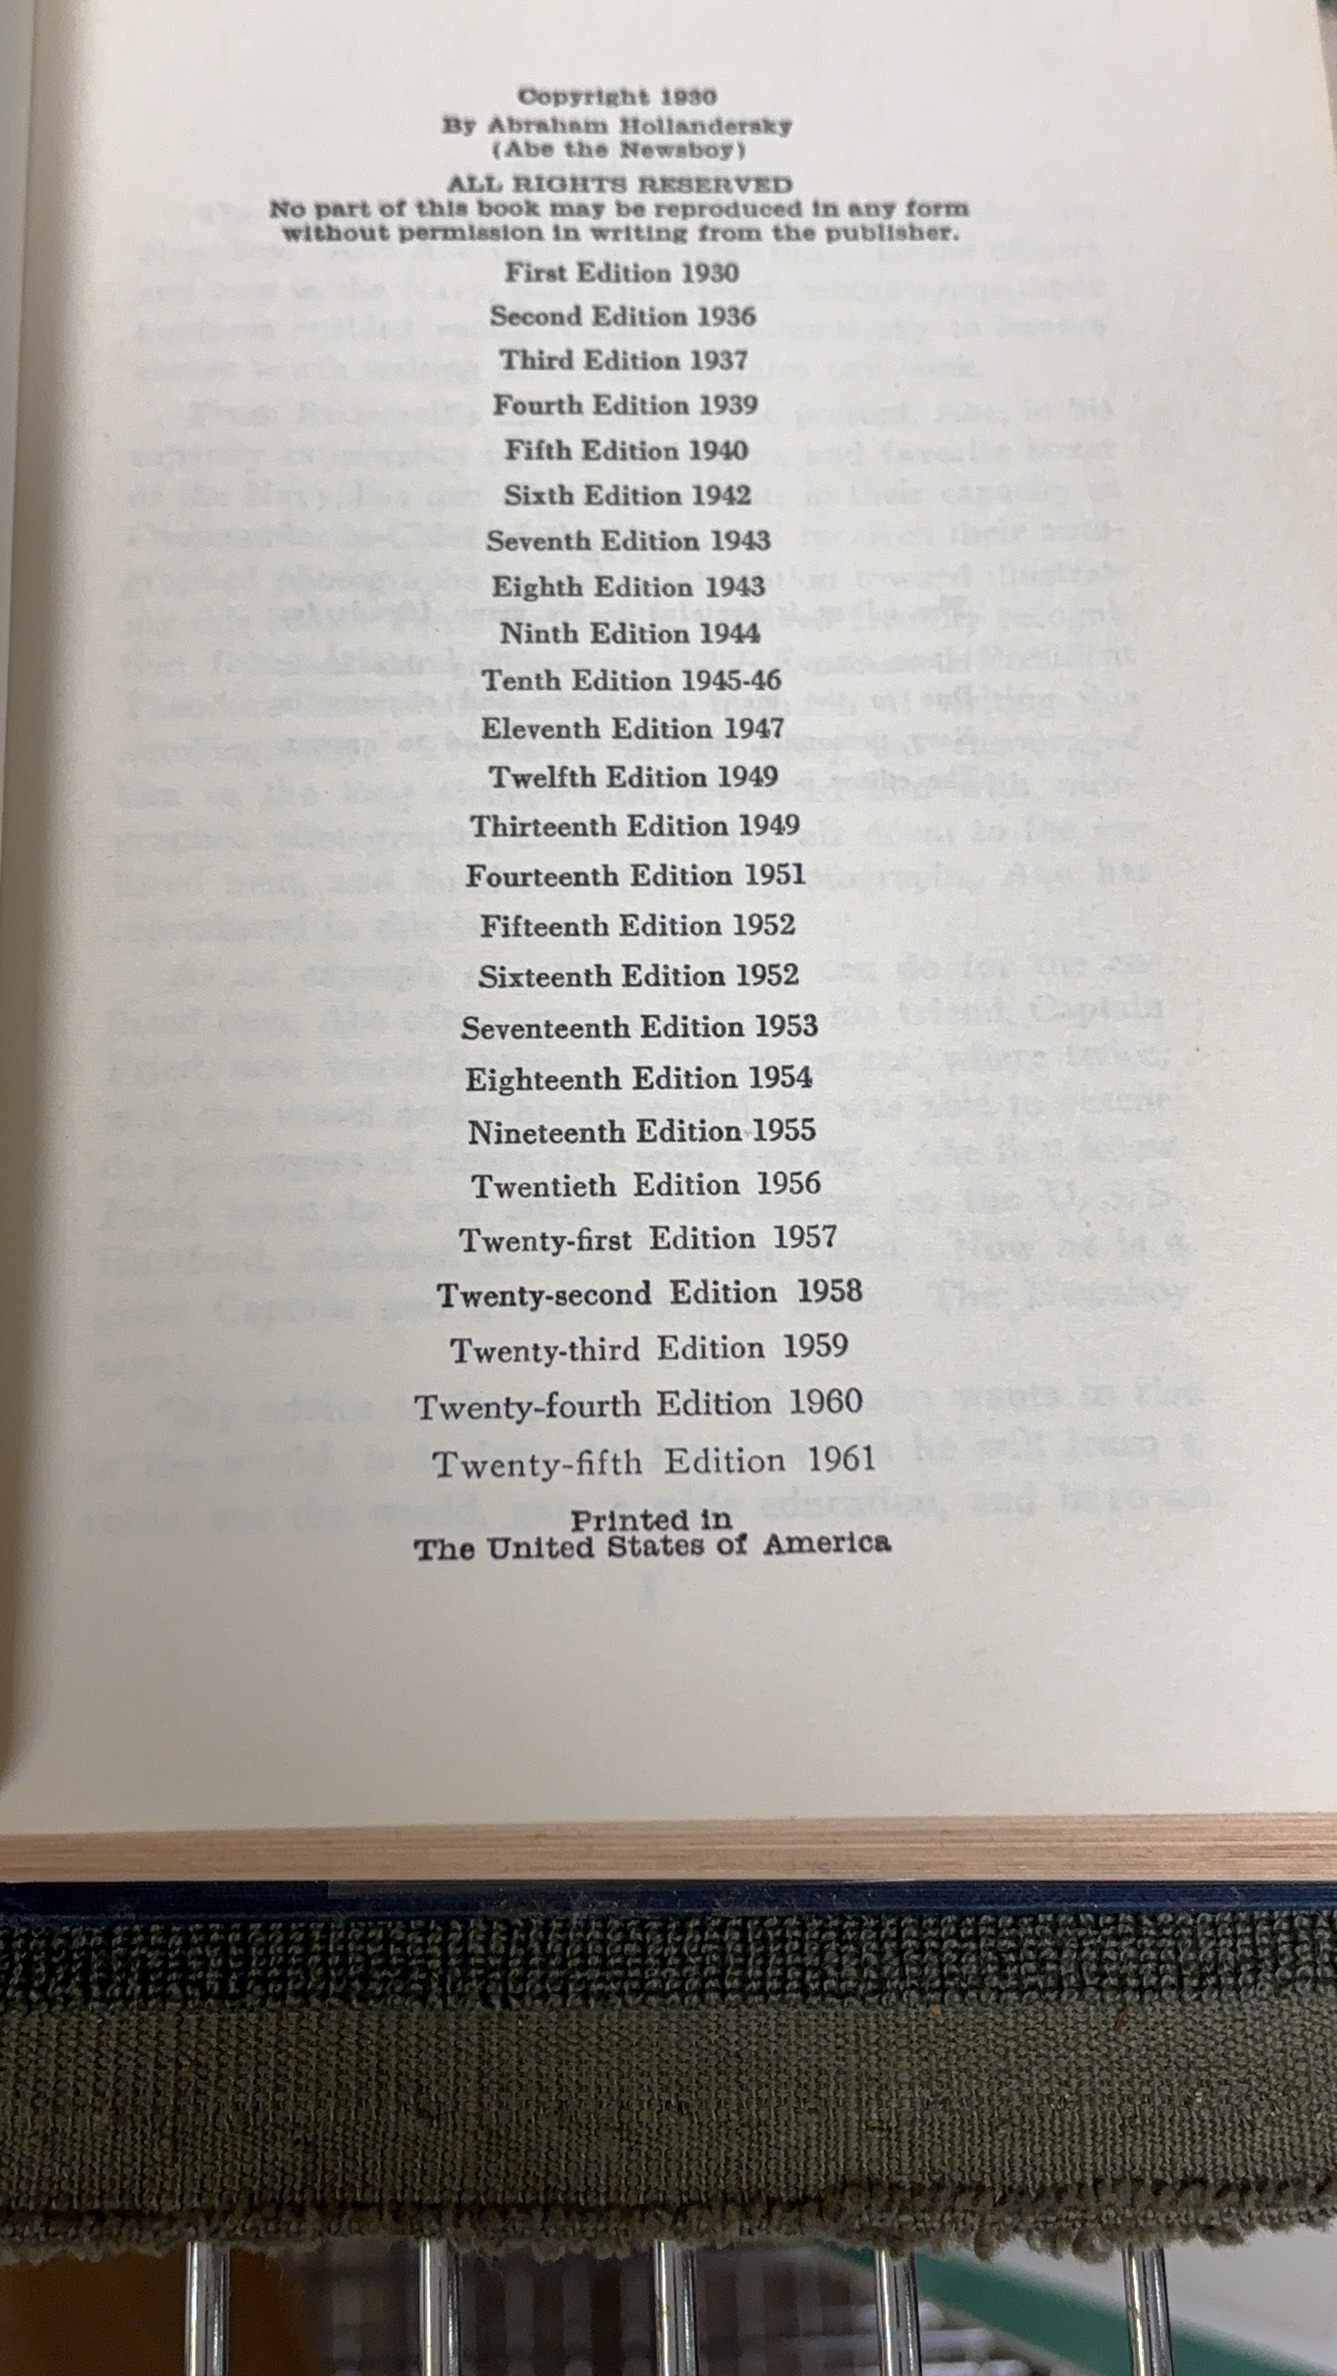 Copyright 1930
By Abraham Hollandersky
(Abe the Newsboy)
ALL RIGHTS RESERVED
No part of this book may be reproduced in any form
without permission in writing from the publisher.
First Edition 1930
Second Edition 1936
Third Edition 1937
Fourth Edition 1939
Fifth Edition 1940
Sixth Edition 1942
Seventh Edition 1943
Eighth Edition 1943
Ninth Edition 1944
Tenth Edition 1945-46
Eleventh Edition 1947
Twelfth Edition 1949
Thirteenth Edition 1949
Fourteenth Edition 1951
Fifteenth Edition 1952
Sixteenth Edition 1952
Seventeenth Edition 1953
Eighteenth Edition 1954
Nineteenth Edition 1955
Twentieth Edition 1956
Twenty-first Edition 1957
Twenty-second Edition 1958
Twenty-third Edition 1959
Twenty-fourth Edition 1960
Twenty-fifth Edition 1961
Printed in
The United States of America